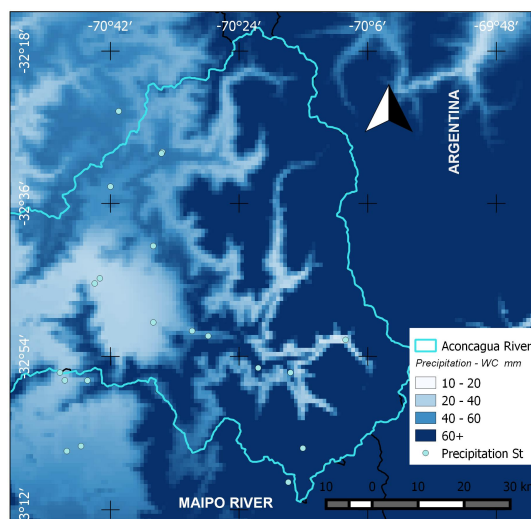 -70°42' -70°24' -70°6' -69°48'
-32°18'
ARGENTINA
-32°36'
-32°54'
Aconcagua River
Precipitation - WC mm
10 - 20
20 - 40
40 - 60
60+
Precipitation St
-33°12'
MAIPO RIVER
10 0 10 20 30 km